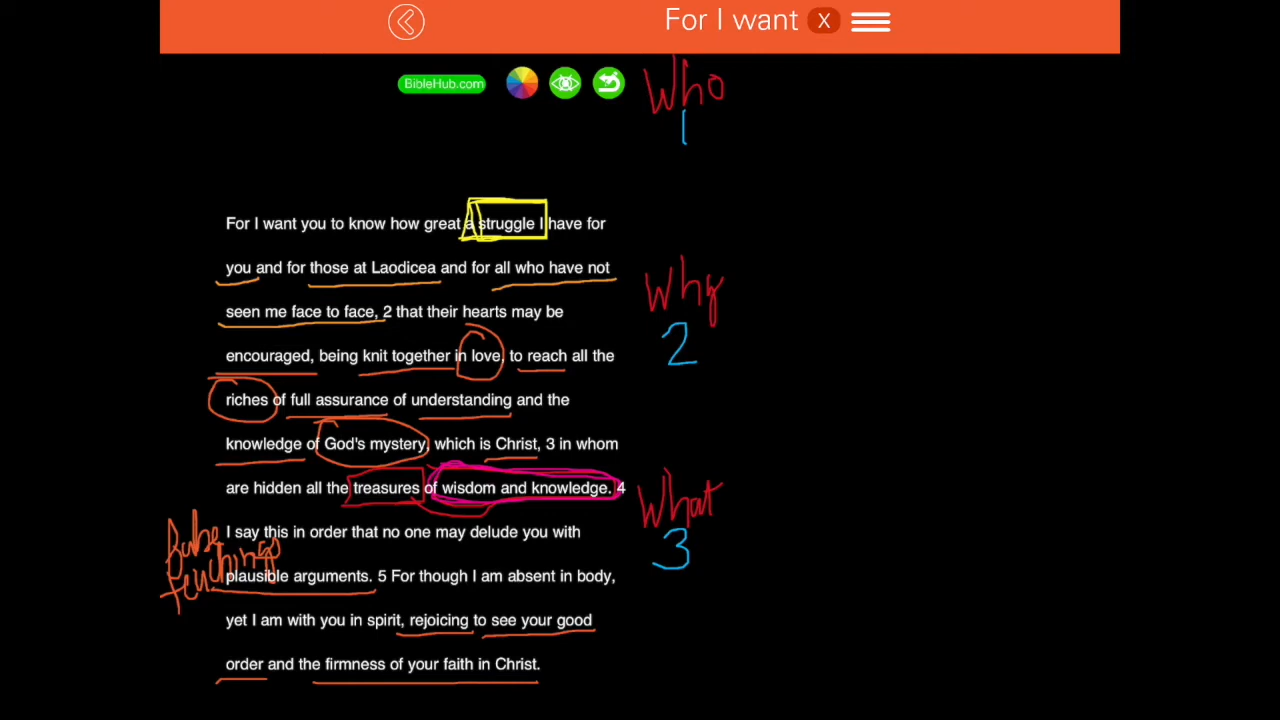 For I want X
BibleHub.com
Who
1
For I want you to know how great a struggle I have for
you and for those at Laodicea and for all who have not
seen me face to face, 2 that their hearts may be
Why
2
encouraged, being knit together in love, to reach all the
riches of full assurance of understanding and the
knowledge of God's mystery, which is Christ, 3 in whom
are hidden all the treasures of wisdom and knowledge. 4
What
3
I say this in order that no one may delude you with
teachings
plausible arguments. 5 For though I am absent in body,
yet I am with you in spirit, rejoicing to see your good
order and the firmness of your faith in Christ.